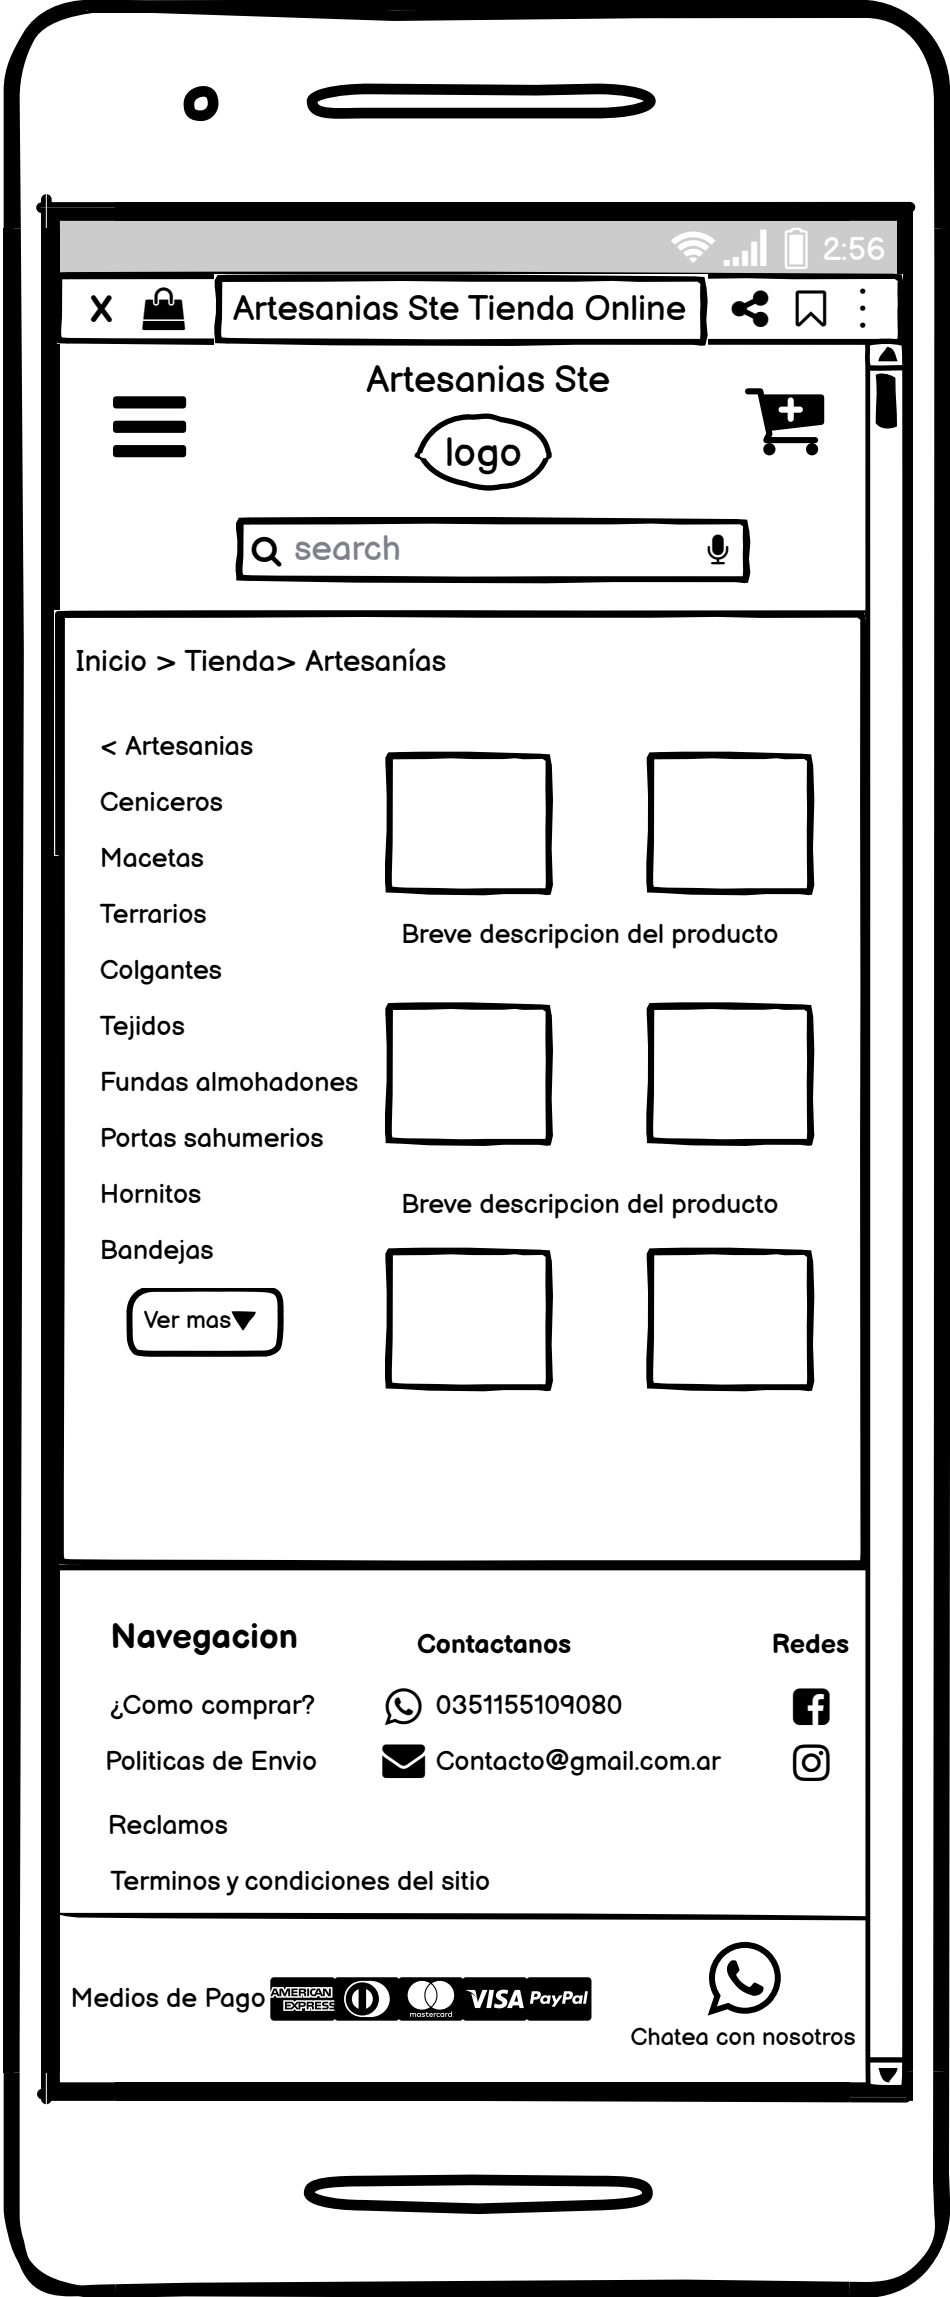 2:56
X
Artesanias Ste Tienda Online
Artesanias Ste
logo
search
Inicio > Tienda> Artesanías
< Artesanias
Ceniceros
Macetas
Terrarios
Breve descripcion del producto
Colgantes
Tejidos
Fundas almohadones
Portas sahumerios
Hornitos
Breve descripcion del producto
Bandejas
Ver mas
Navegacion
Contactanos
Redes
¿Como comprar?
0351155109080
Politicas de Envio
Contacto@gmail.com.ar
Reclamos
Terminos y condiciones del sitio
Medios de Pago
AMERICAN
EXPRESS
mastercard
VISA
PayPal
Chatea con nosotros